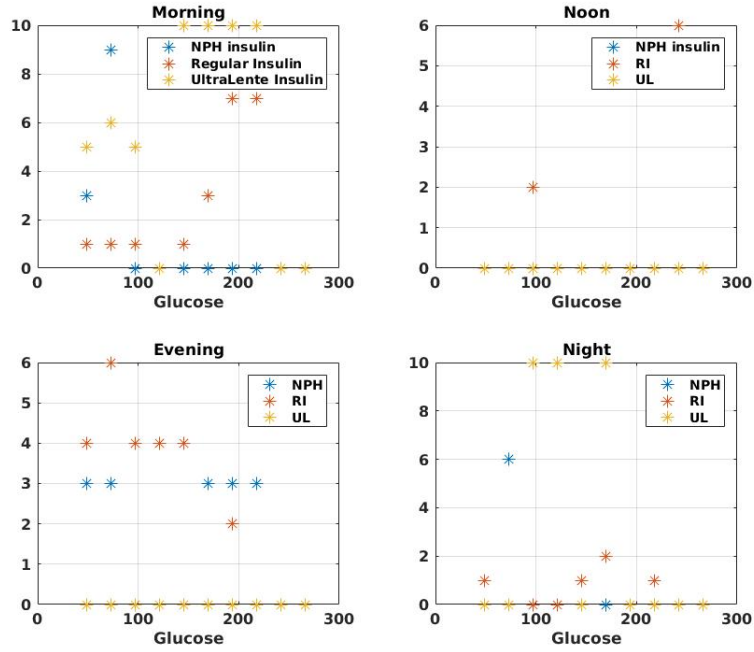 Morning
10
8
6
4
2
0
NPH insulin
Regular Insulin
UltraLente Insulin
0 100 200 300
Glucose
Noon
6
5
4
3
2
1
0
NPH insulin
RI
UL
0 100 200 300
Glucose
Evening
6
5
4
3
2
1
0
NPH
RI
UL
0 100 200 300
Glucose
Night
10
8
6
4
2
0
NPH
RI
UL
0 100 200 300
Glucose